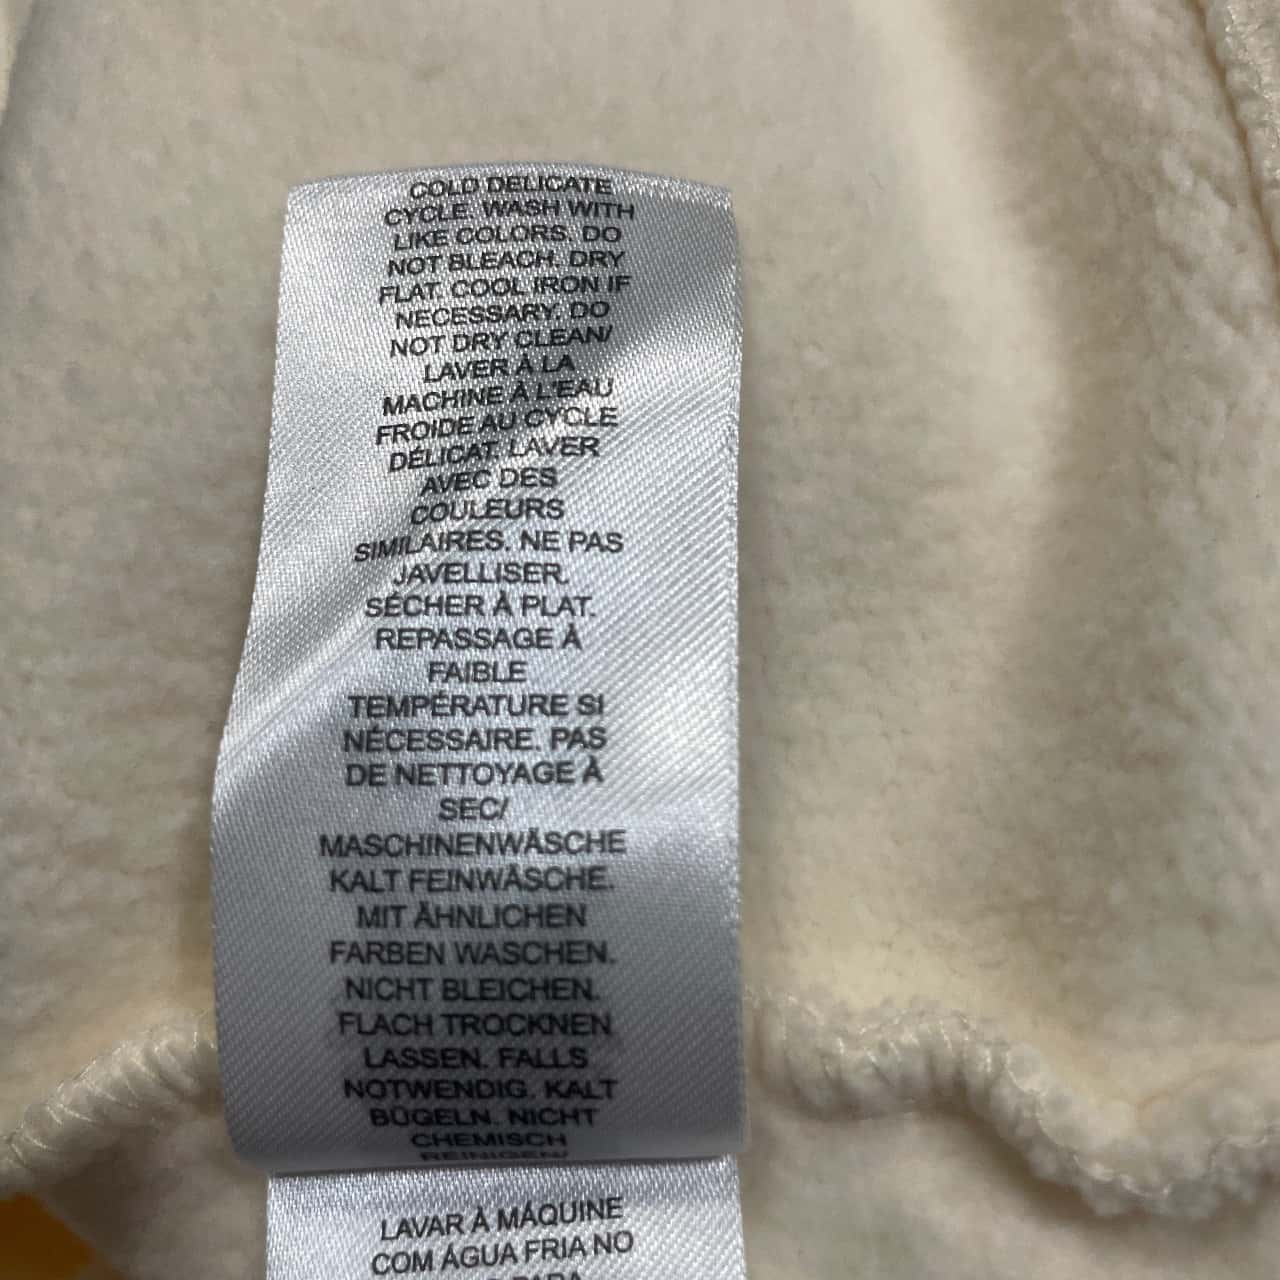 COLD DELICATE
CYCLE. WASH WITH
LIKE COLORS. DO
NOT BLEACH. DRY
FLAT. COOL IRON IF
NECESSARY. DO
NOT DRY CLEAN/
LAVER À LA
MACHINE À L'EAU
FROIDE AU CYCLE
DÉLICAT. LAVER
AVEC DES
COULEURS
SIMILAIRES. NE PAS
JAVELLISER.
SÉCHER À PLAT.
REPASSAGE À
FAIBLE
TEMPÉRATURE SI
NÉCESSAIRE. PAS
DE NETTOYAGE À
SEC/
MASCHINENWÄSCHE
KALT FEINWÄSCHE.
MIT ÄHNLICHEN
FARBEN WASCHEN.
NICHT BLEICHEN.
FLACH TROCKNEN
LASSEN. FALLS
NOTWENDIG. KALT
BÜGELN. NICHT
CHEMISCH
REINIGEN/
LAVAR À MÁQUINE
COM ÁGUA FRIA NO
PARA